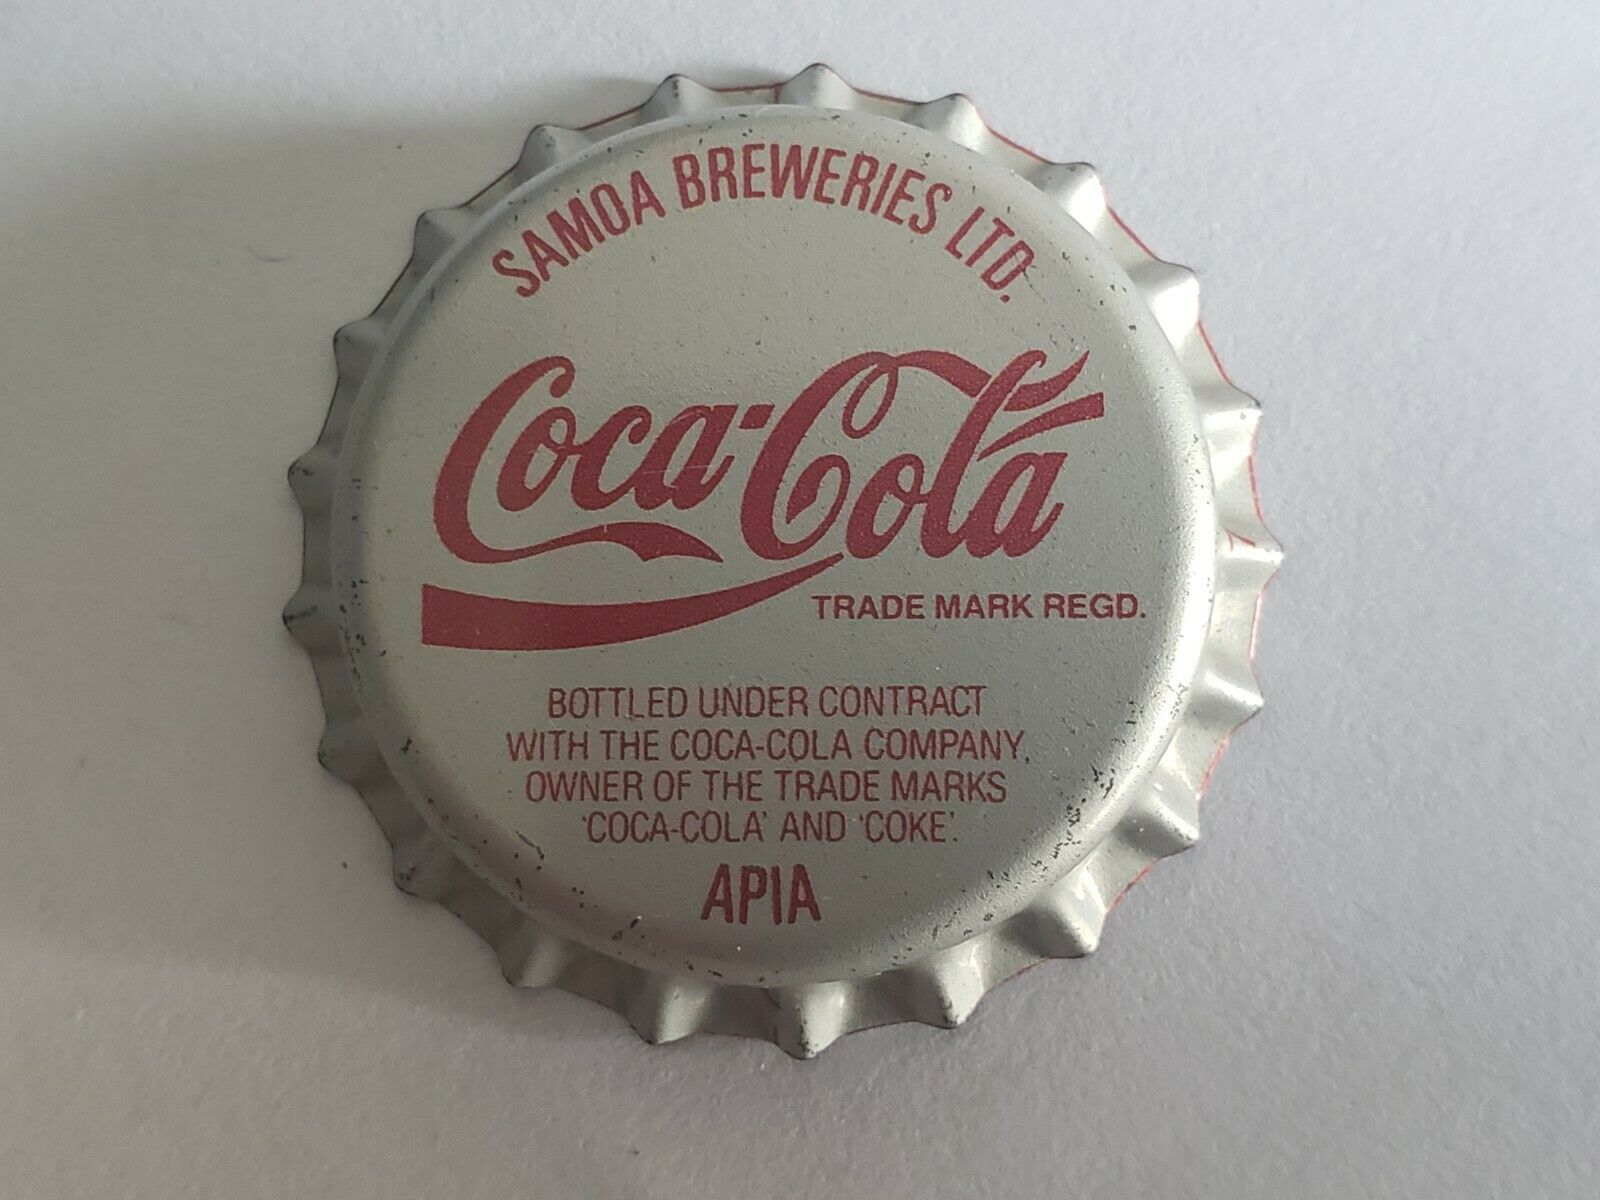 SAMOA BREWERIES LTD.
Coca-Cola
TRADE MARK REGD.
BOTTLED UNDER CONTRACT
WITH THE COCA-COLA COMPANY,
OWNER OF THE TRADE MARKS
'COCA-COLA' AND 'COKE'.
APIA